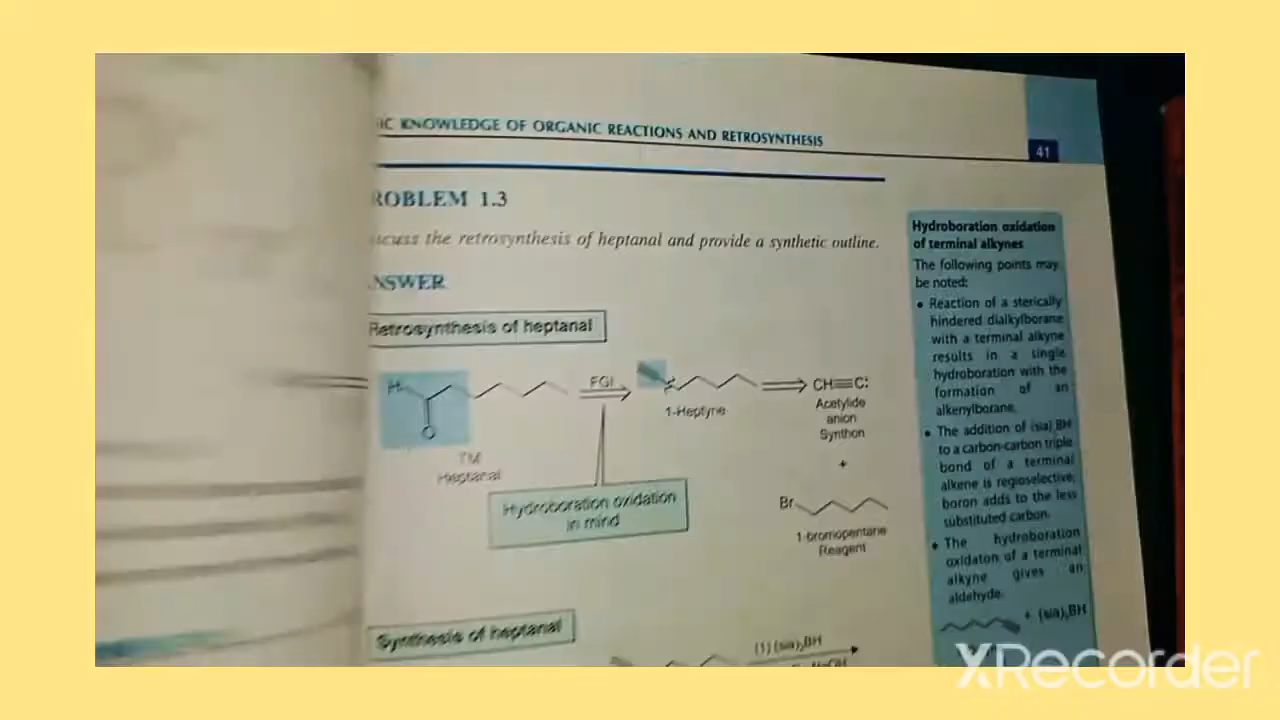 IC KNOWLEDGE OF ORGANIC REACTIONS AND RETROSYNTHESIS
41
ROBLEM 1.3
scuss the retrosynthesis of heptanal and provide a synthetic outline.
NSWER
Retrosynthesis of heptanal
H
O
TM
Heptanal
FGI
Hydroboration oxidation
in mind
1-Heptyne
CH≡C:
Acetylide
anion
Synthon
+
Br
1-bromopentane
Reagent
Synthesis of heptanal
(1) (sia)₂BH
Hydroboration oxidation
of terminal alkynes
The following points may
be noted:
• Reaction of a sterically
hindered dialkylborane
with a terminal alkyne
results in a single
hydroboration with the
formation of an
alkenylborane.
• The addition of (sia)₂BH
to a carbon-carbon triple
bond of a terminal
alkene is regioselective,
boron adds to the less
substituted carbon.
• The hydroboration
oxidaton of a terminal
alkyne gives an
aldehyde.
+ (sia)₂BH
XRecorder